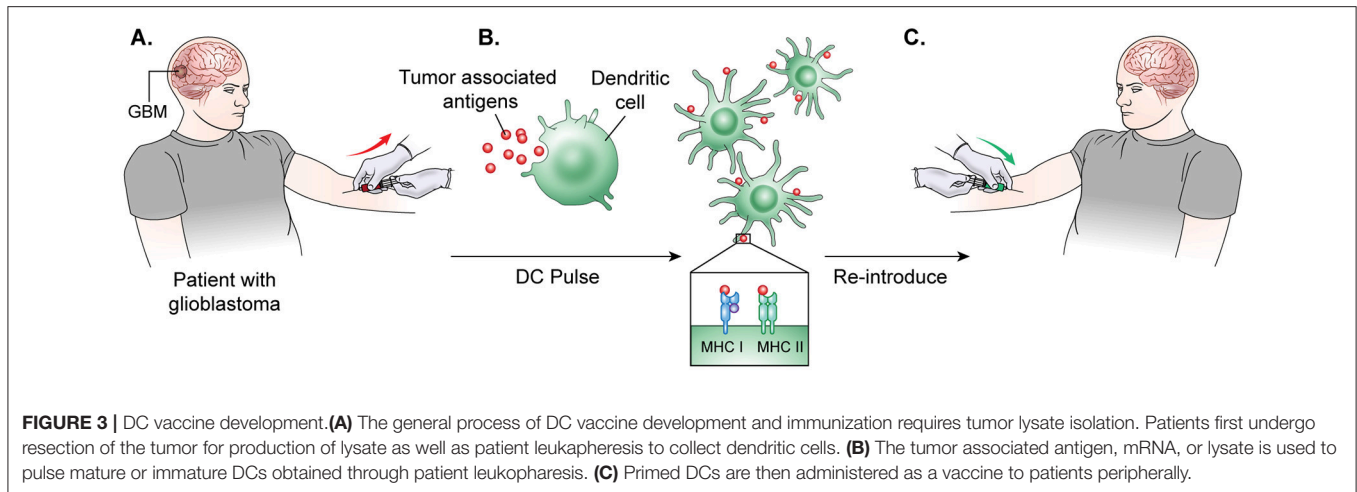 A.
GBM
Patient with
glioblastoma
B.
Tumor associated
antigens
Dendritic
cell
DC Pulse
MHC I MHC II
Re-introduce
C.
FIGURE 3 | DC vaccine development.(A) The general process of DC vaccine development and immunization requires tumor lysate isolation. Patients first undergo
resection of the tumor for production of lysate as well as patient leukapheresis to collect dendritic cells. (B) The tumor associated antigen, mRNA, or lysate is used to
pulse mature or immature DCs obtained through patient leukopharesis. (C) Primed DCs are then administered as a vaccine to patients peripherally.